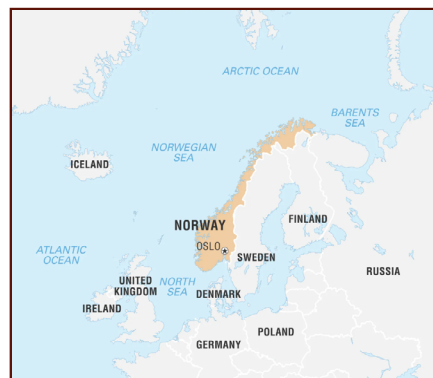 ARCTIC OCEAN
BARENTS
SEA
NORWEGIAN
SEA
ICELAND
NORWAY
FINLAND
OSLO
ATLANTIC
OCEAN
SWEDEN
RUSSIA
UNITED
KINGDOM
NORTH
SEA
DENMARK
IRELAND
POLAND
GERMANY